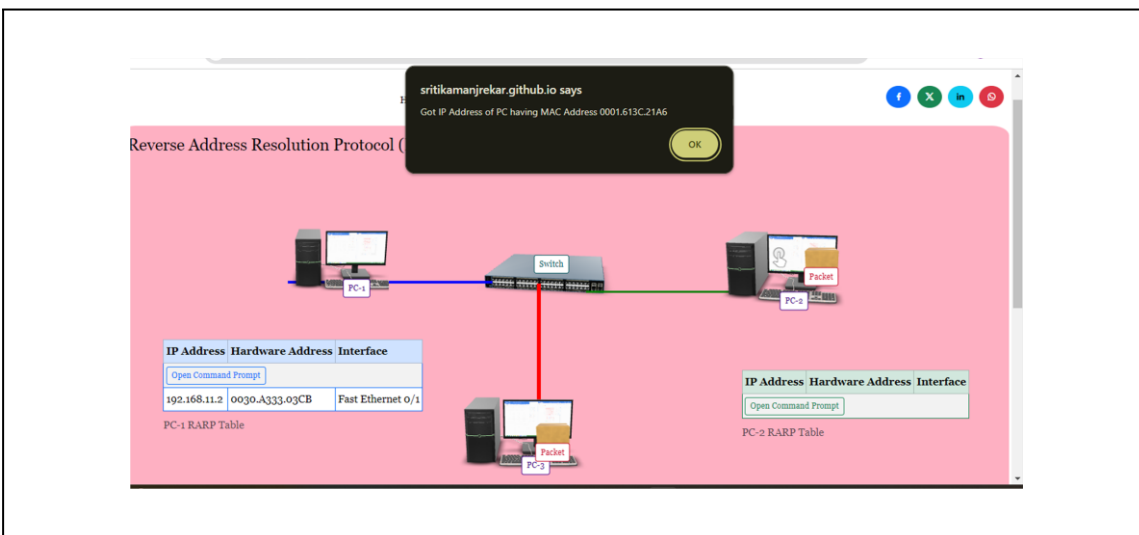 sritikamanjrekar.github.io says
Got IP Address of PC having MAC Address 0001.613C.21A6
OK
Reverse Address Resolution Protocol (
Switch
PC-1
Packet
PC-2
IP Address Hardware Address Interface
Open Command Prompt
192.168.11.2 0030.A333.03CB Fast Ethernet 0/1
PC-1 RARP Table
IP Address Hardware Address Interface
Open Command Prompt
PC-2 RARP Table
Packet
PC-3